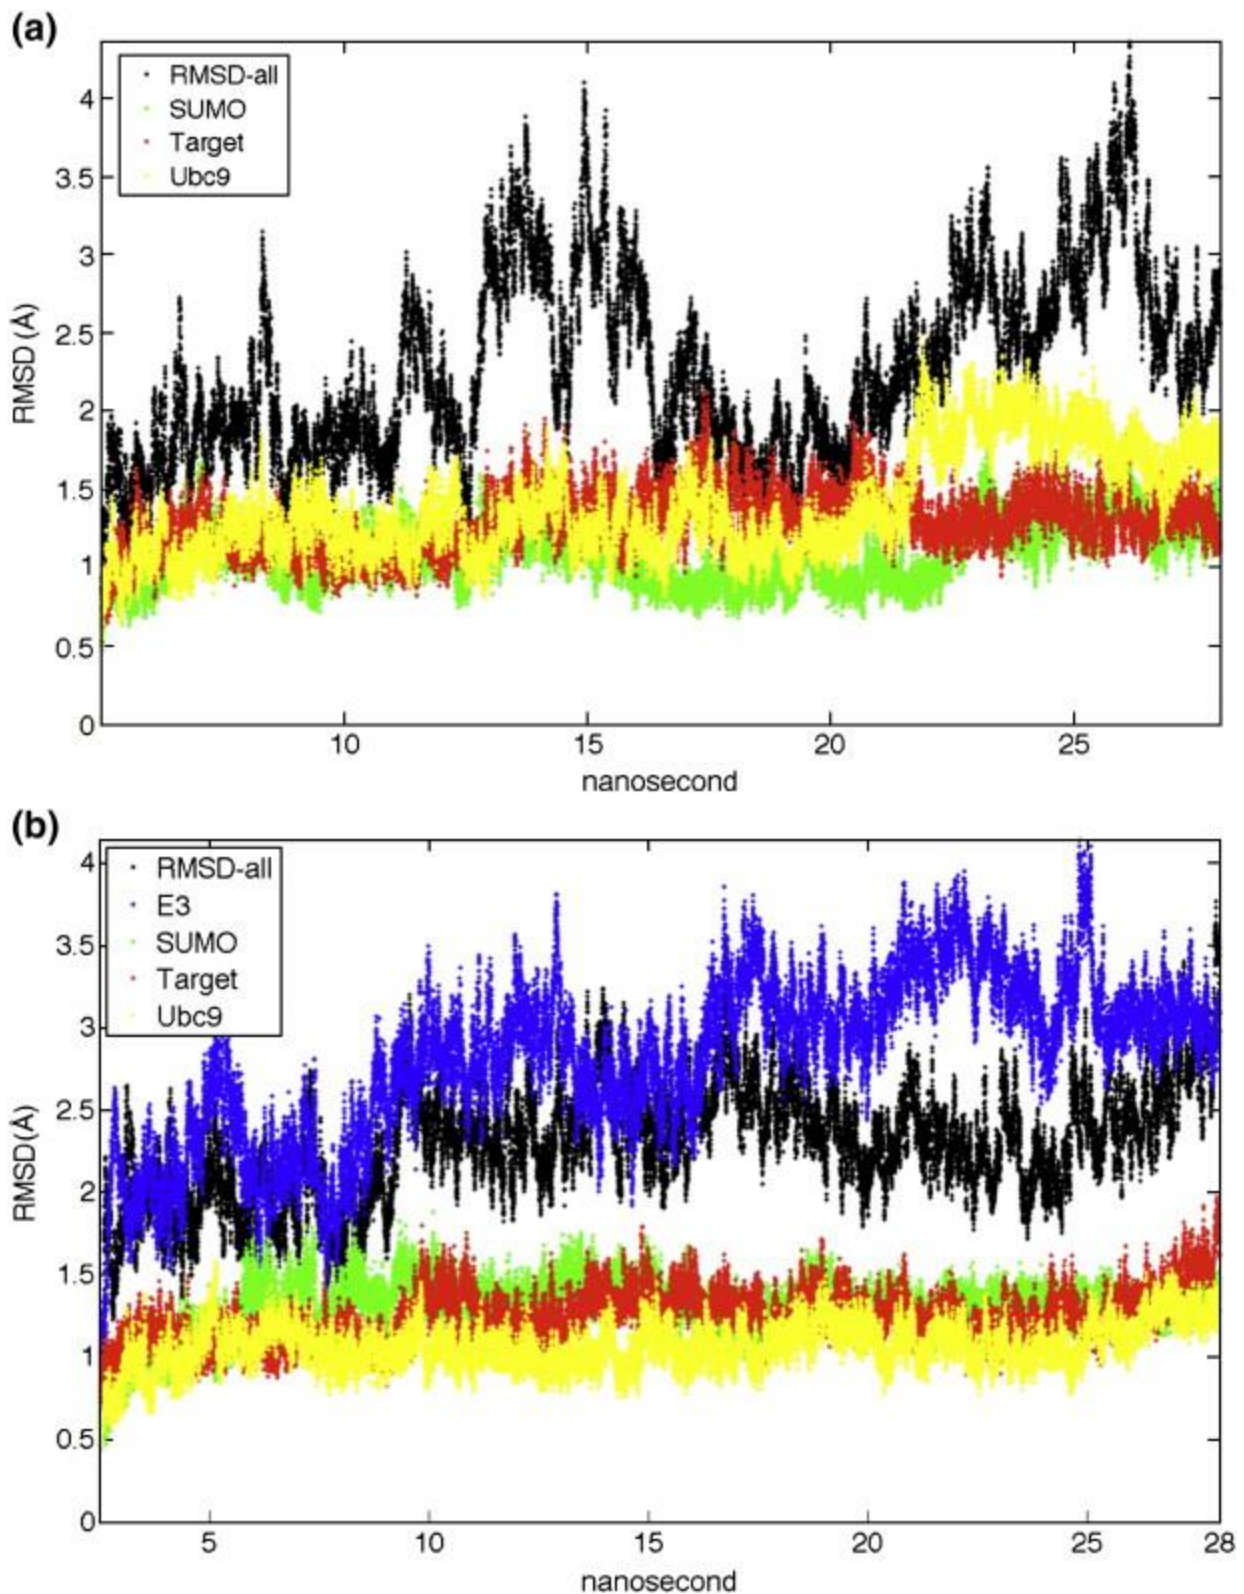 (a)
RMSD-all
SUMO
Target
Ubc9
4
3.5
3
2.5
2
1.5
1
0.5
0
RMSD (Å)
10 15 20 25
nanosecond
(b)
RMSD-all
E3
SUMO
Target
Ubc9
4
3.5
3
2.5
2
1.5
1
0.5
0
RMSD(Å)
5 10 15 20 25 28
nanosecond